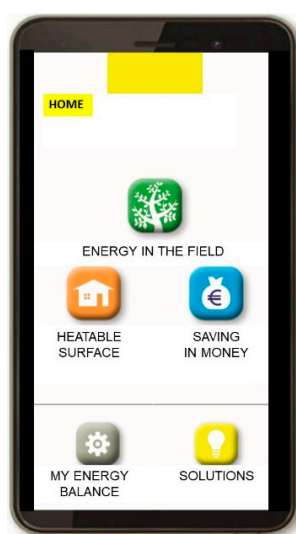 HOME
ENERGY IN THE FIELD
HEATABLE
SURFACE
SAVING
IN MONEY
MY ENERGY
BALANCE
SOLUTIONS